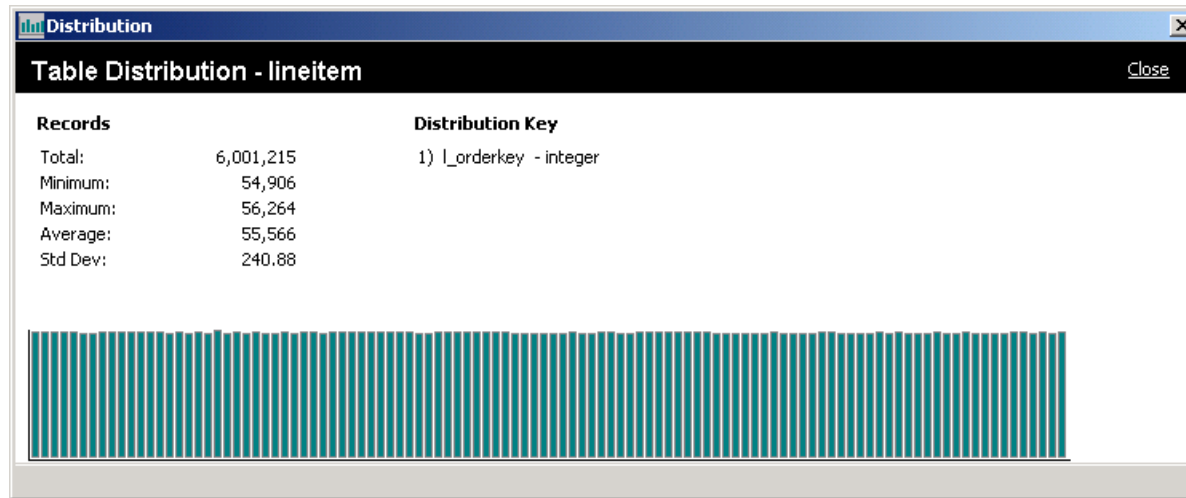 Distribution
Table Distribution - lineitem
Close
Records
Distribution Key
Total: 6,001,215
1) l_orderkey - integer
Minimum: 54,906
Maximum: 56,264
Average: 55,566
Std Dev: 240.88